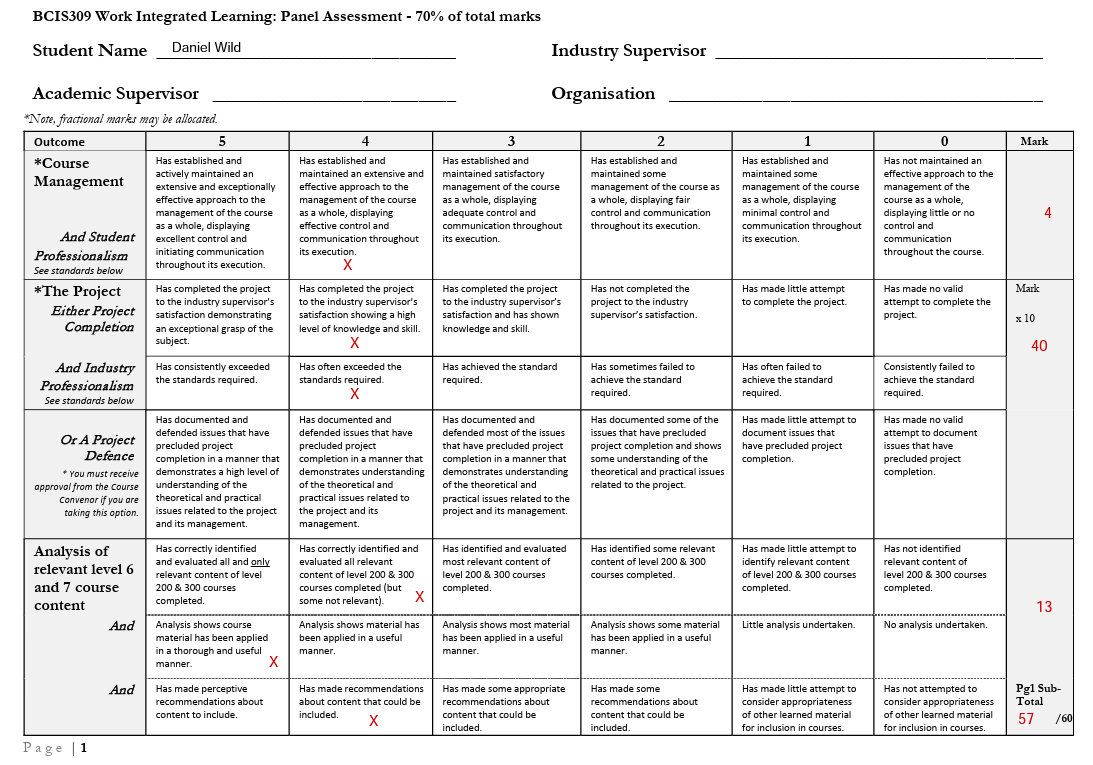 BCIS309 Work Integrated Learning: Panel Assessment - 70% of total marks
Student Name Daniel Wild Industry Supervisor
Academic Supervisor Organisation
*Note, fractional marks may be allocated.
Outcome 5 4 3 2 1 0 Mark
*Course
Management
And Student
Professionalism
See standards below
Has established and
actively maintained an
extensive and exceptionally
effective approach to the
management of the course
as a whole, displaying
excellent control and
initiating communication
throughout its execution.
Has established and
maintained an extensive and
effective approach to the
management of the course
as a whole, displaying
effective control and
communication throughout
its execution.
X
Has established and
maintained satisfactory
management of the course
as a whole, displaying
adequate control and
communication throughout
its execution.
Has established and
maintained some
management of the course as
a whole, displaying fair
control and communication
throughout its execution.
Has established and
maintained some
management of the course
as a whole, displaying
minimal control and
communication throughout
its execution.
Has not maintained an
effective approach to the
management of the
course as a whole,
displaying little or no
control and
communication
throughout the course.
4
*The Project
Either Project
Completion
Has completed the project
to the industry supervisor’s
satisfaction demonstrating
an exceptional grasp of the
subject.
Has completed the project
to the industry supervisor’s
satisfaction showing a high
level of knowledge and skill.
X
Has completed the project
to the industry supervisor’s
satisfaction and has shown
knowledge and skill.
Has not completed the
project to the industry
supervisor’s satisfaction.
Has made little attempt
to complete the project.
Has made no valid
attempt to complete the
project.
Mark
x 10
40
And Industry
Professionalism
See standards below
Has consistently exceeded
the standards required.
Has often exceeded the
standards required.
X
Has achieved the standard
required.
Has sometimes failed to
achieve the standard
required.
Has often failed to
achieve the standard
required.
Consistently failed to
achieve the standard
required.
Or A Project
Defence
* You must receive
approval from the Course
Convenor if you are
taking this option.
Has documented and
defended issues that have
precluded project
completion in a manner that
demonstrates a high level of
understanding of the
theoretical and practical
issues related to the project
and its management.
Has documented and
defended issues that have
precluded project
completion in a manner that
demonstrates understanding
of the theoretical and
practical issues related to
the project and its
management.
Has documented and
defended most of the issues
that have precluded project
completion in a manner that
demonstrates understanding
of the theoretical and
practical issues related to the
project and its management.
Has documented some of the
issues that have precluded
project completion and shows
some understanding of the
theoretical and practical issues
related to the project.
Has made little attempt to
document issues that
have precluded project
completion.
Has made no valid
attempt to document
issues that have
precluded project
completion.
Analysis of
relevant level 6
and 7 course
content
Has correctly identified
and evaluated all and only
relevant content of level
200 & 300 courses
completed.
Has correctly identified and
evaluated all relevant
content of level 200 & 300
courses completed (but
some not relevant).
X
Has identified and evaluated
most relevant content of
level 200 & 300 courses
completed.
Has identified some relevant
content of level 200 & 300
courses completed.
Has made little attempt to
identify relevant content
of level 200 & 300 courses
completed.
Has not identified
relevant content of
level 200 & 300 courses
completed.
13
And
Analysis shows course
material has been applied
in a thorough and useful
manner.
X
Analysis shows material has
been applied in a useful
manner.
Analysis shows most material
has been applied in a useful
manner.
Analysis shows some material
has been applied in a useful
manner.
Little analysis undertaken.
No analysis undertaken.
And
Has made perceptive
recommendations about
content to include.
Has made recommendations
about content that could be
included.
X
Has made some appropriate
recommendations about
content that could be
included.
Has made some
recommendations about
content that could be
included.
Has made little attempt to
consider appropriateness
of other learned material
for inclusion in courses.
Has not attempted to
consider appropriateness
of other learned material
for inclusion in courses.
Pg1 Sub-
Total
57 /60
Page | 1